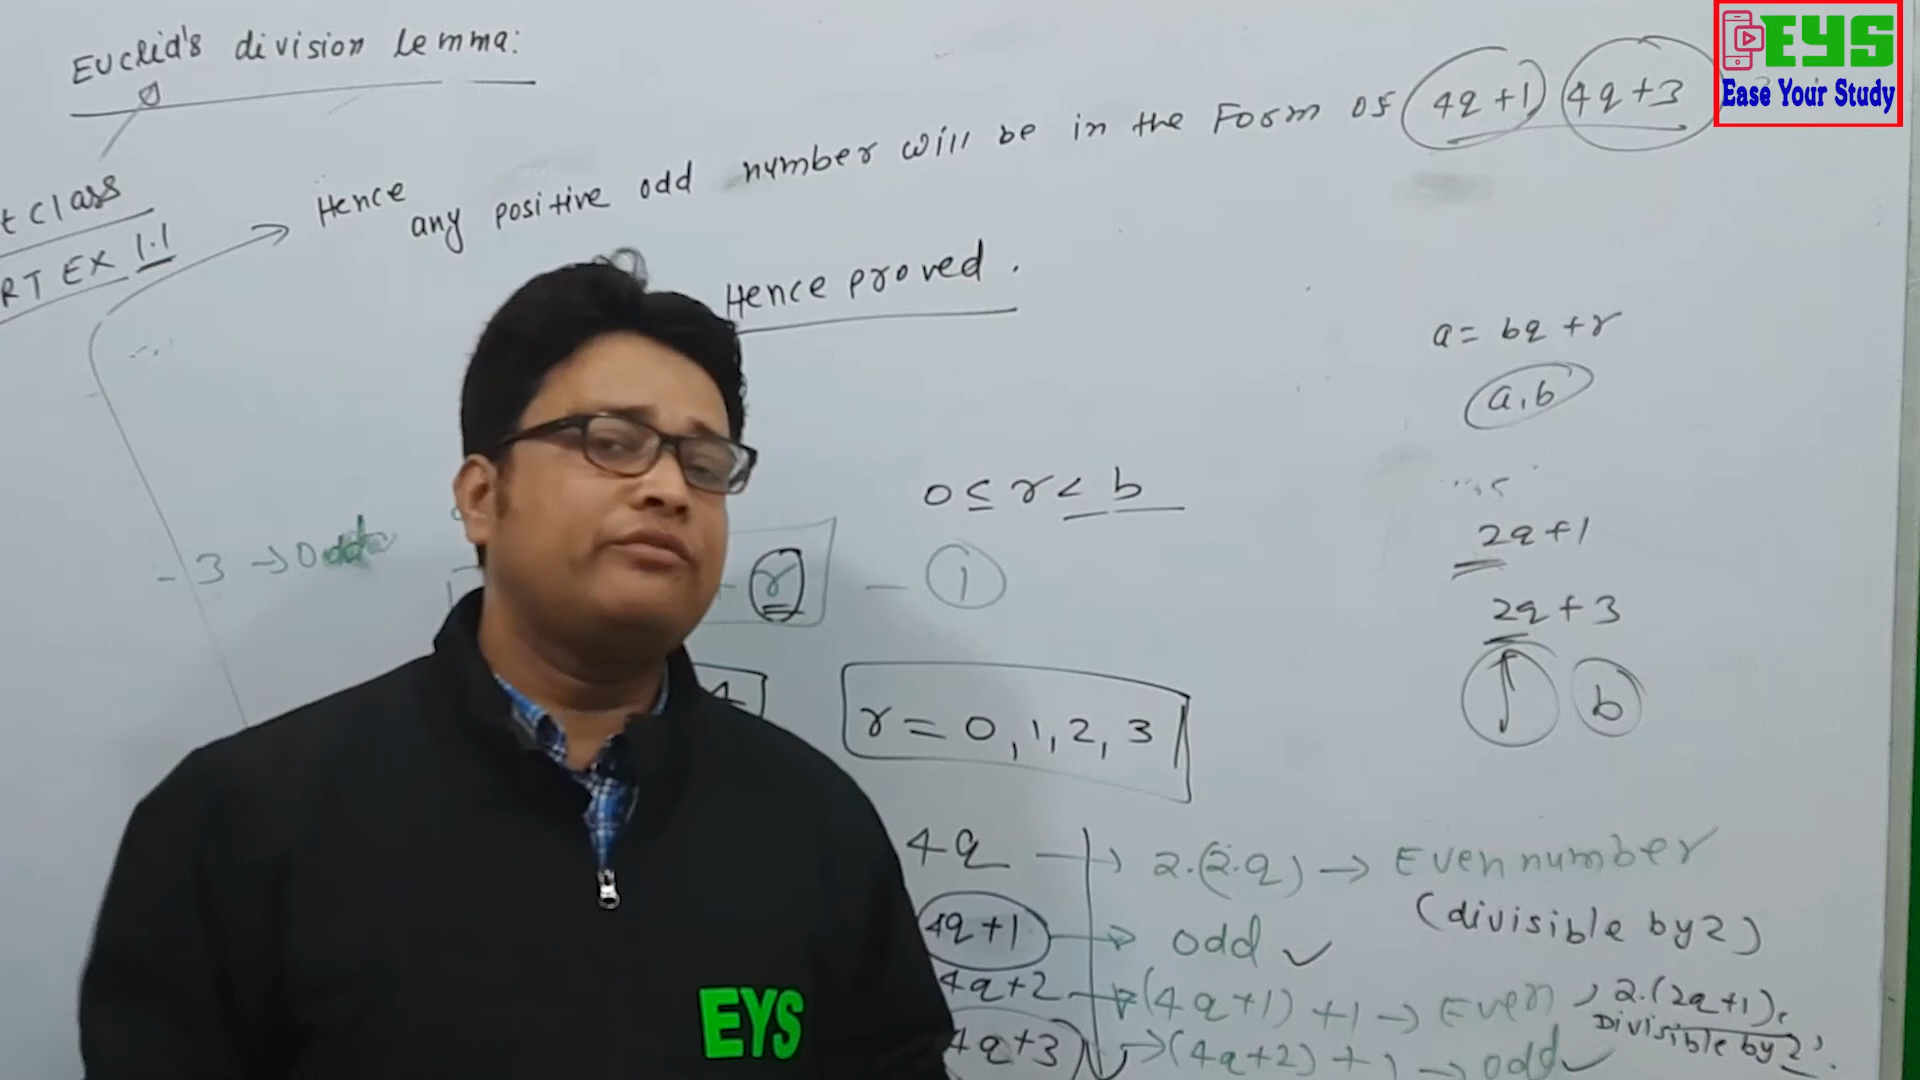 Euclid's division lemma:
EYS
Ease Your Study
Hence any positive odd number will be in the Form of 4q+1, 4q+3
t Class
RT EX 1.1
Hence proved.
a = bq + r
a, b
0 ≤ r < b
2q+1
- 3 → Odd
r — 1
2q + 3
b
4
r = 0, 1, 2, 3
4q → 2.(2.q) → Even number
(divisible by 2)
4q+1 → odd ✓
4q+2 → (4q+1) +1 → Even, 2.(2q+1),
Divisible by 2
4q+3 → (4q+2) + 1 → odd ✓
EYS